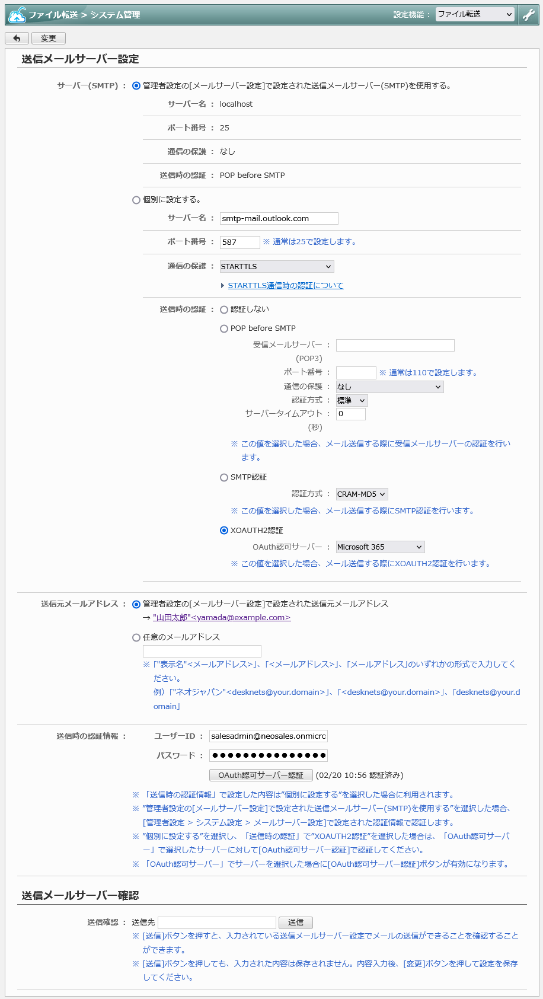 ファイル転送 > システム管理
設定機能 : ファイル転送
変更
送信メールサーバー設定
サーバー(SMTP) : 管理者設定の[メールサーバー設定]で設定された送信メールサーバー(SMTP)を使用する。
サーバー名 : localhost
ポート番号 : 25
通信の保護 : なし
送信時の認証 : POP before SMTP
個別に設定する。
サーバー名 : smtp-mail.outlook.com
ポート番号 : 587 ※ 通常は25で設定します。
通信の保護 : STARTTLS
STARTTLS通信時の認証について
送信時の認証 : 認証しない
POP before SMTP
受信メールサーバー :
(POP3)
ポート番号 : ※ 通常は110で設定します。
通信の保護 : なし
認証方式 : 標準
サーバータイムアウト : 0
(秒)
※ この値を選択した場合、メール送信する際に受信メールサーバーの認証を行い
ます。
SMTP認証
認証方式 : CRAM-MD5
※ この値を選択した場合、メール送信する際にSMTP認証を行います。
XOAUTH2認証
OAuth認可サーバー : Microsoft 365
※ この値を選択した場合、メール送信する際にXOAUTH2認証を行います。
送信元メールアドレス : 管理者設定の[メールサーバー設定]で設定された送信元メールアドレス
→ "山田太郎"<yamada@example.com>
任意のメールアドレス
※「"表示名"<メールアドレス>」、「<メールアドレス>」、「メールアドレス」のいずれかの形式で入力してく
ださい。
例）「"ネオジャパン"<desknets@your.domain>」、「<desknets@your.domain>」、「desknets@your.d
omain」
送信時の認証情報 : ユーザーID : salesadmin@neosales.onmicro
パスワード : ●●●●●●●●●●●●●●●
OAuth認可サーバー認証 (02/20 10:56 認証済み)
※ 「送信時の認証情報」で設定した内容は”個別に設定する”を選択した場合に利用されます。
※ ”管理者設定の[メールサーバー設定]で設定された送信メールサーバー(SMTP)を使用する”を選択した場合、
[管理者設定 > システム設定 > メールサーバー設定]で設定された認証情報で認証します。
※ ”個別に設定する”を選択し、「送信時の認証」で”XOAUTH2認証”を選択した場合は、「OAuth認可サーバ
ー」で選択したサーバーに対して[OAuth認可サーバー認証]で認証してください。
※ 「OAuth認可サーバー」でサーバーを選択した場合に[OAuth認可サーバー認証]ボタンが有効になります。
送信メールサーバー確認
送信確認 : 送信先 送信
※ [送信]ボタンを押すと、入力されている送信メールサーバー設定でメールの送信ができることを確認すること
ができます。
※ [送信]ボタンを押しても、入力された内容は保存されません。内容入力後、[変更]ボタンを押して設定を保存
してください。